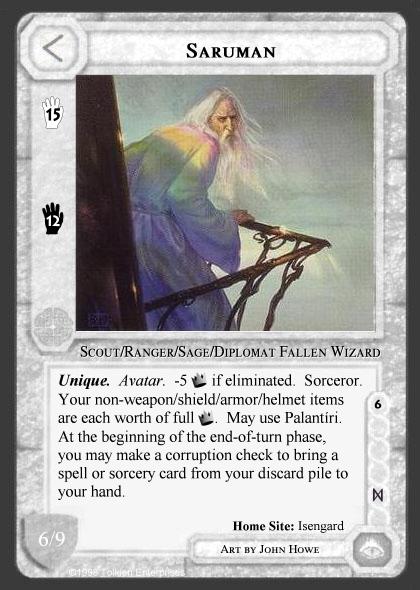 Saruman
15
12
Scout/Ranger/Sage/Diplomat Fallen Wizard
Unique. Avatar. -5 if eliminated. Sorcerer.
Your non-weapon/shield/armor/helmet items
are each worth of full . May use Palantíri.
At the beginning of the end-of-turn phase,
you may make a corruption check to bring a
spell or sorcery card from your discard pile to
your hand.
6
Home Site: Isengard
6/9
Art by John Howe
©1998 Tolkien Enterprises